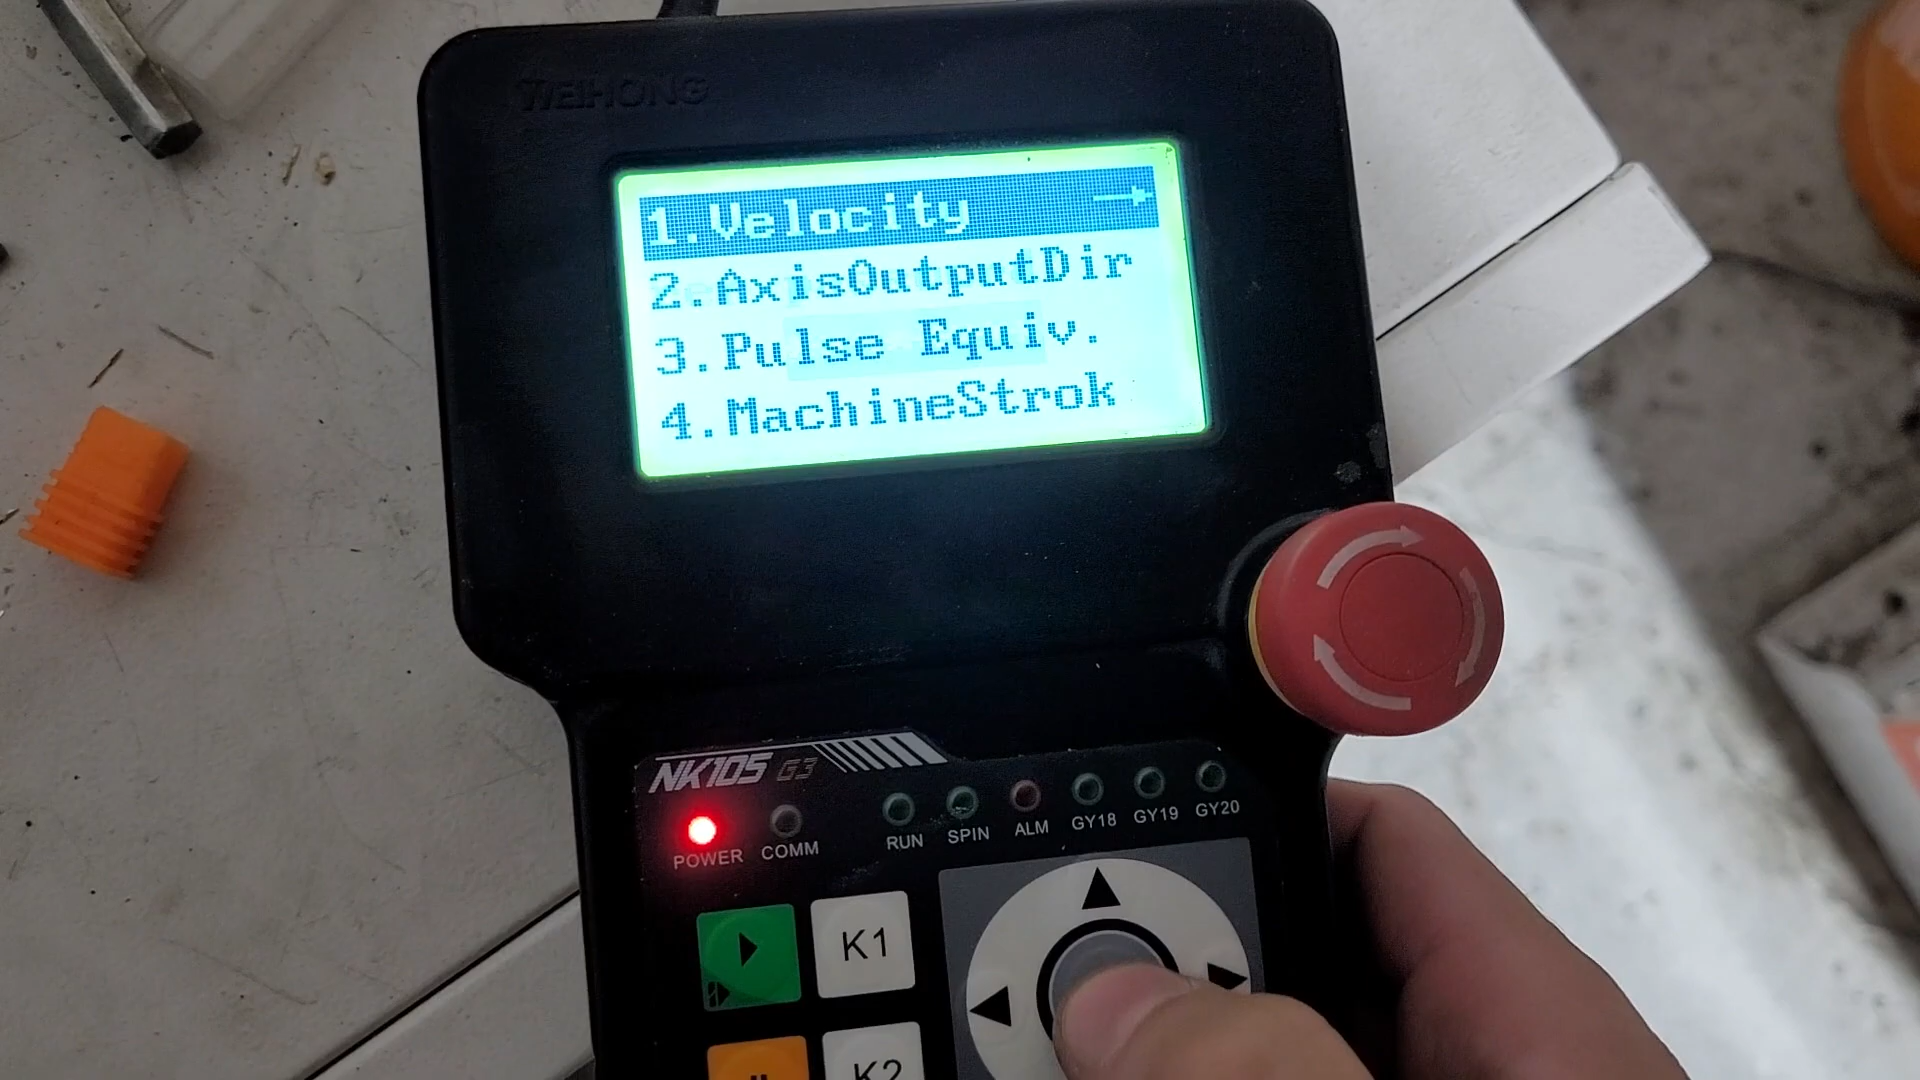 WEIHONG
1.Velocity →
2.AxisOutputDir
3.Pulse Equiv.
4.MachineStrok
NK105 G3
POWER COMM RUN SPIN ALM GY18 GY19 GY20
K1
K2